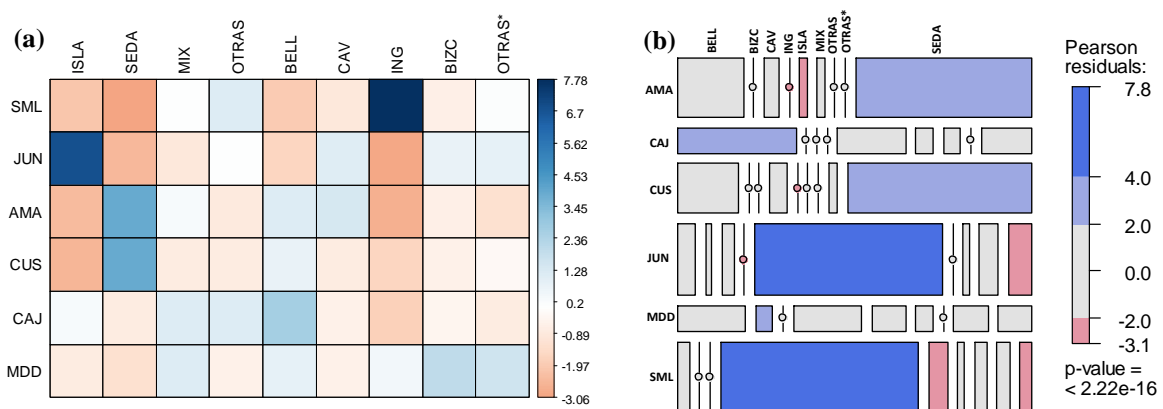 (a)
ISLA SEDA MIX OTRAS BELL CAV ING BIZC OTRAS*
SML
JUN
AMA
CUS
CAJ
MDD
7.78
6.7
5.62
4.53
3.45
2.36
1.28
0.2
-0.89
-1.97
-3.06
(b)
BELL BIZC CAV ING ISLA MIX OTRAS OTRAS* SEDA
AMA
CAJ
CUS
JUN
MDD
SML
Pearson
residuals:
7.8
4.0
2.0
0.0
-2.0
-3.1
p-value =
< 2.22e-16